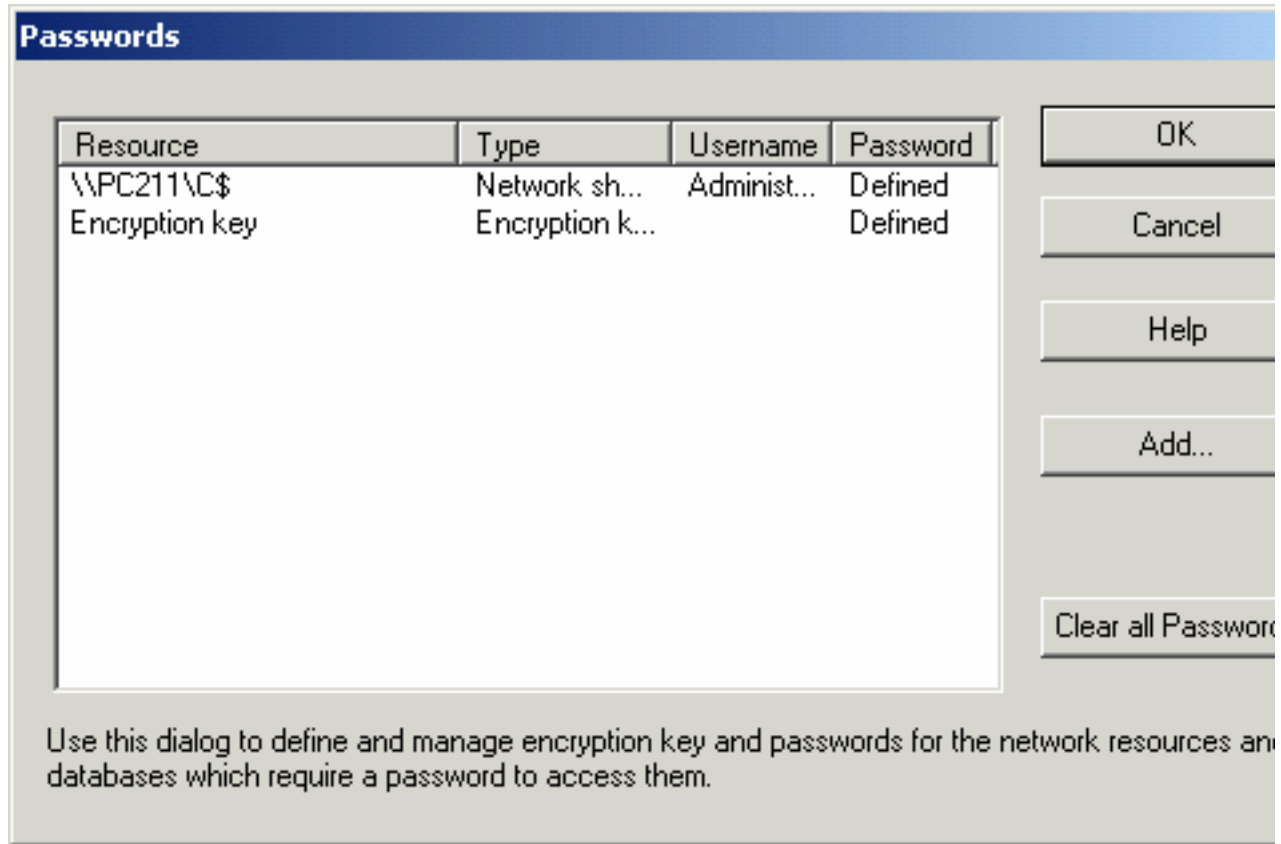 Passwords
Resource Type Username Password
\\PC211\C$ Network sh... Administ... Defined
Encryption key Encryption k... Defined
OK
Cancel
Help
Add...
Clear all
Use this dialog to define and manage encryption key and passwords for the network resources
databases which require a password to access them.